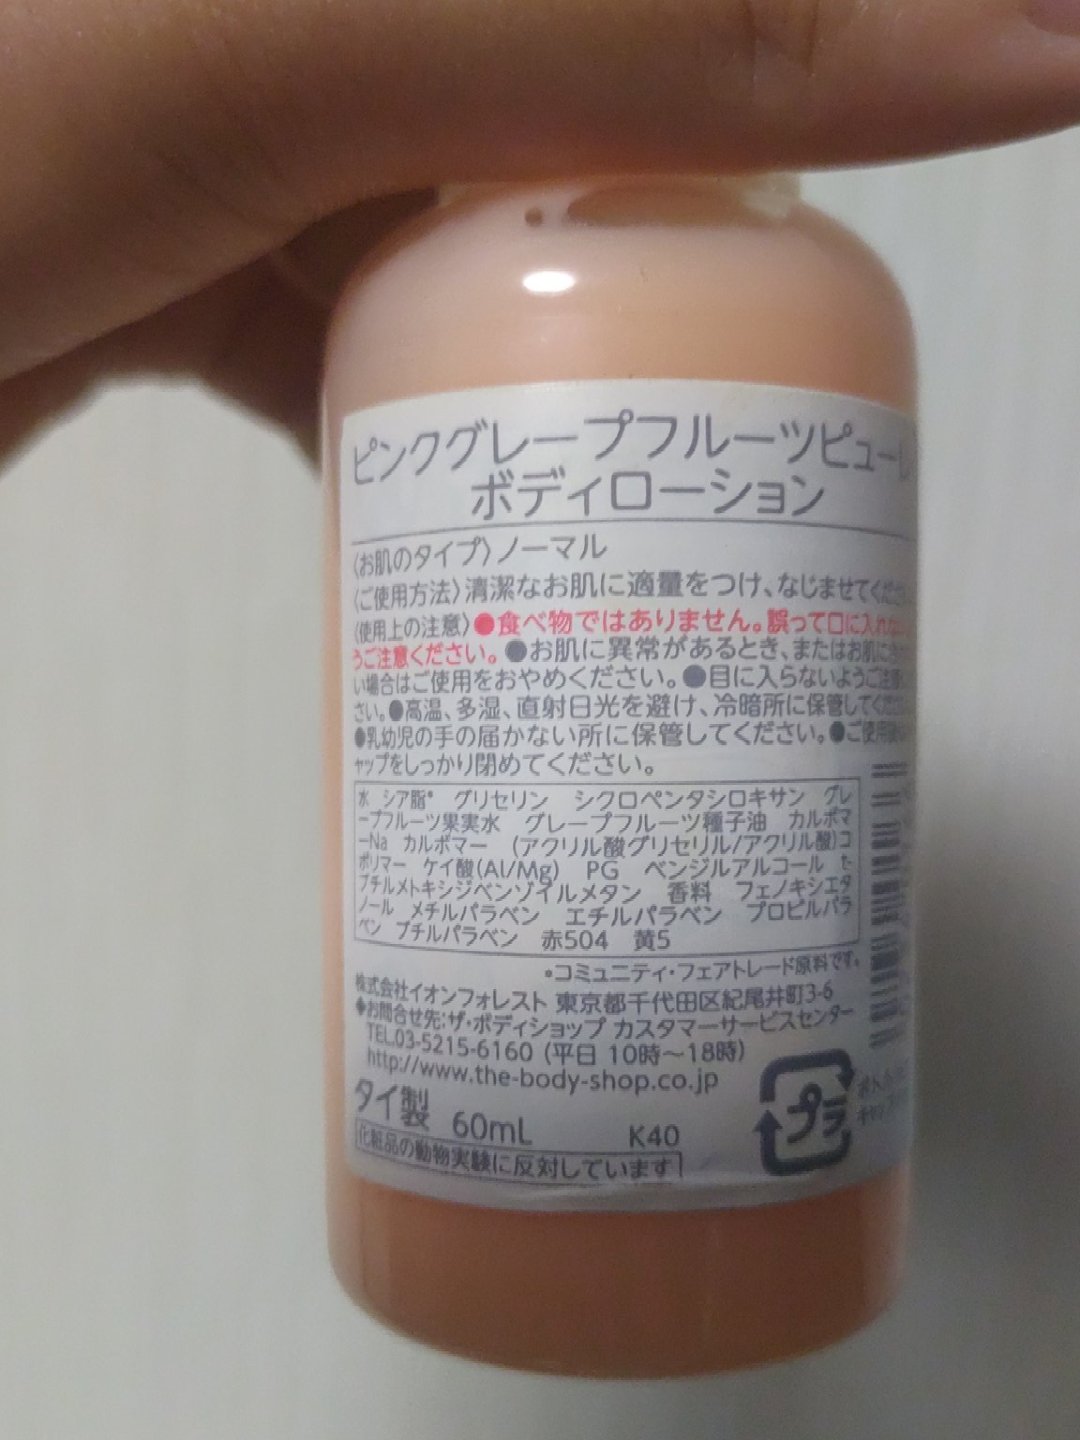 ピンクグレープフルーツピュー
ボディローション
〈お肌のタイプ〉ノーマル
〈ご使用方法〉清潔なお肌に適量をつけ、なじませてくだ
〈使用上の注意〉●食べ物ではありません。誤って口に入れな
うご注意ください。●お肌に異常があるとき、またはお肌に
い場合はご使用をおやめください。●目に入らないようご注意
さい。●高温、多湿、直射日光を避け、冷暗所に保管してくだ
●乳幼児の手の届かない所に保管してください。●ご使用後
ャップをしっかり閉めてください。
水 シア脂* グリセリン シクロペンタシロキサン グレ
ープフルーツ果実水 グレープフルーツ種子油 カルボマ
ーNa カルボマー (アクリル酸グリセリル/アクリル酸)コ
ポリマー ケイ酸(Al/Mg) PG ベンジルアルコール t-
ブチルメトキシジベンゾイルメタン 香料 フェノキシエタ
ノール メチルパラベン エチルパラベン プロピルパラ
ベン ブチルパラベン 赤504 黄5
*コミュニティ・フェアトレード原料です。
株式会社イオンフォレスト 東京都千代田区紀尾井町3-6
◆お問合せ先:ザ・ボディショップ カスタマーサービスセンター
TEL.03-5215-6160 (平日 10時〜18時)
http://www.the-body-shop.co.jp
タイ製 60mL K40
化粧品の動物実験に反対しています
プラ